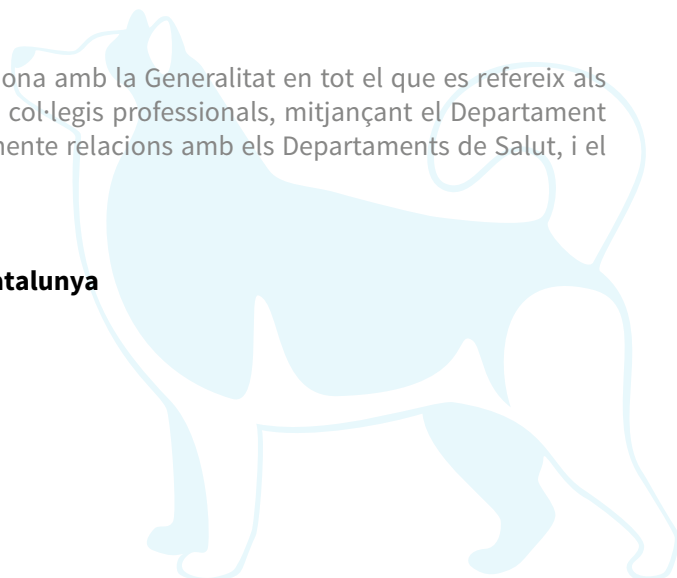 ona amb la Generalitat en tot el que es refereix als
col·legis professionals, mitjançant el Departament
nente relacions amb els Departaments de Salut, i el
atalunya